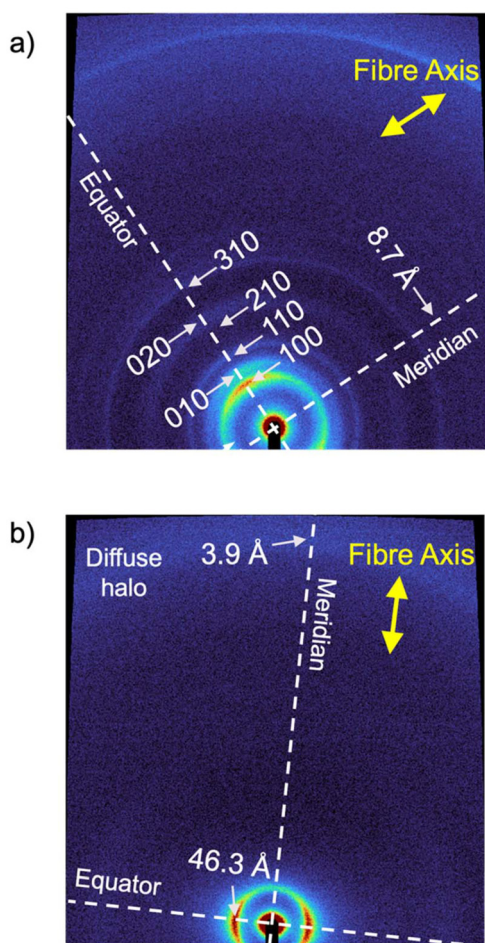 a)
Fibre Axis
Equator
310
210
8.7 Å
110
020
100
Meridian
010
b)
Diffuse
halo
3.9 Å
Fibre Axis
Meridian
46.3 Å
Equator